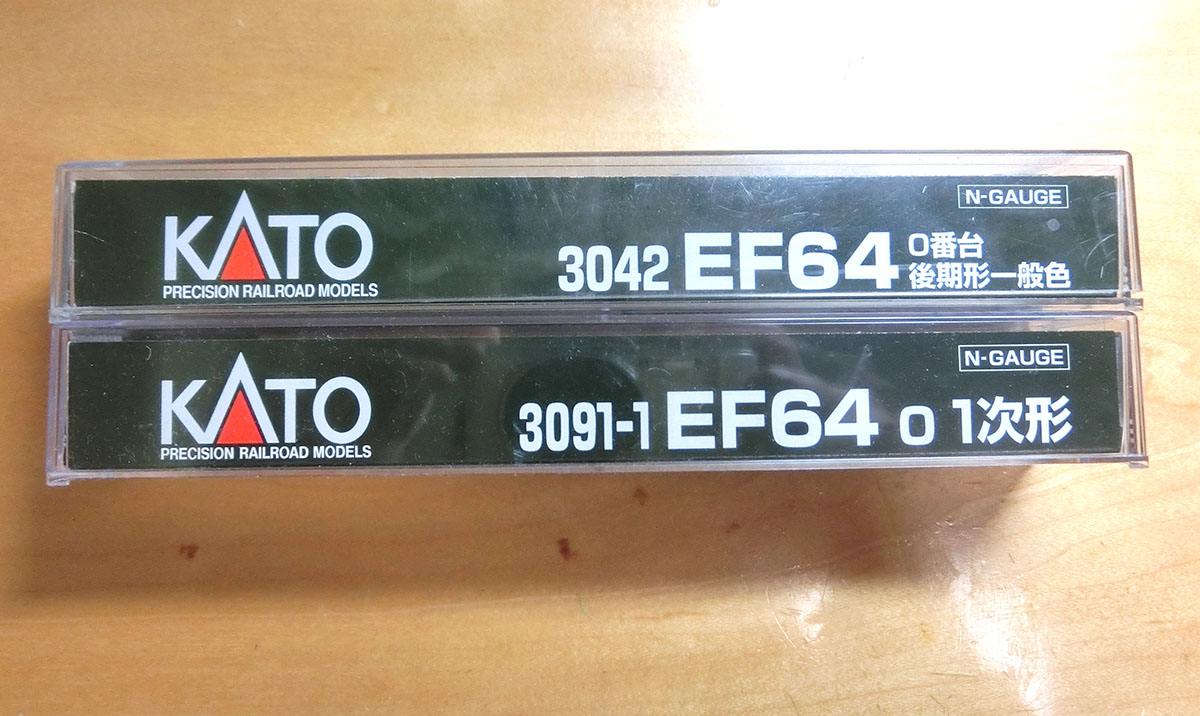 N-GAUGE
KATO
PRECISION RAILROAD MODELS
3042 EF64 0番台
後期形一般色
N-GAUGE
KATO
PRECISION RAILROAD MODELS
3091-1 EF64 0 1次形